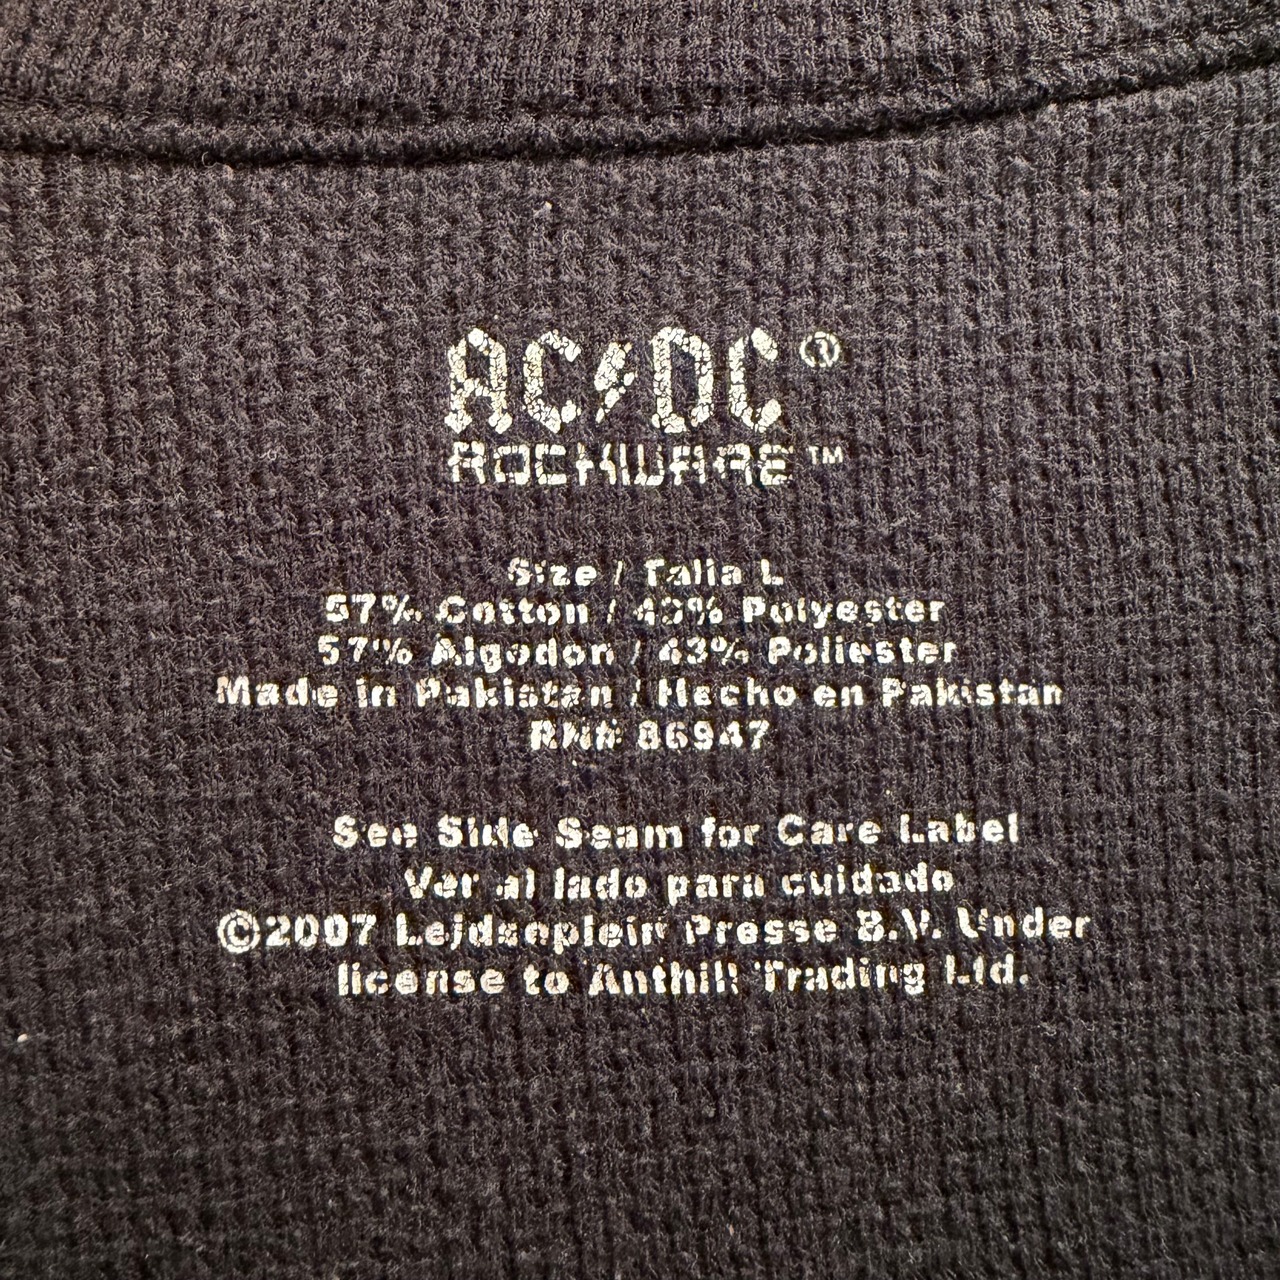 AC⚡DC®
ROCKWARE™
Size / Talla L
57% Cotton / 43% Polyester
57% Algodon / 43% Poliester
Made in Pakistan / Hecho en Pakistan
RN# 86947
See Side Seam for Care Label
Ver al lado para cuidado
©2007 Leidseplein Presse B.V. Under
license to Anthill Trading Ltd.